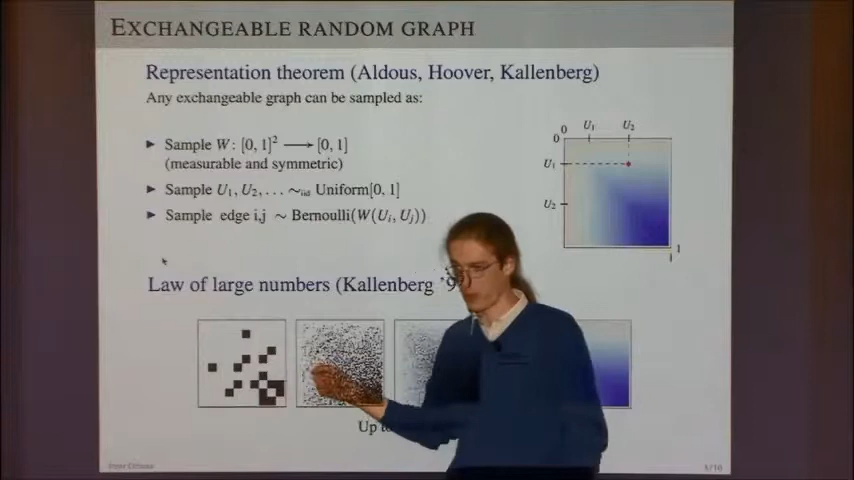 EXCHANGEABLE RANDOM GRAPH
Representation theorem (Aldous, Hoover, Kallenberg)
Any exchangeable graph can be sampled as:
▶ Sample W : [0, 1]² ⟶ [0, 1]
(measurable and symmetric)
▶ Sample U₁, U₂, . . . ∼iid Uniform[0, 1]
▶ Sample edge i,j ∼ Bernoulli(W(Uᵢ, Uⱼ))
0 U₁ U₂
0
U₁
U₂
1
Law of large numbers (Kallenberg '9
Up to